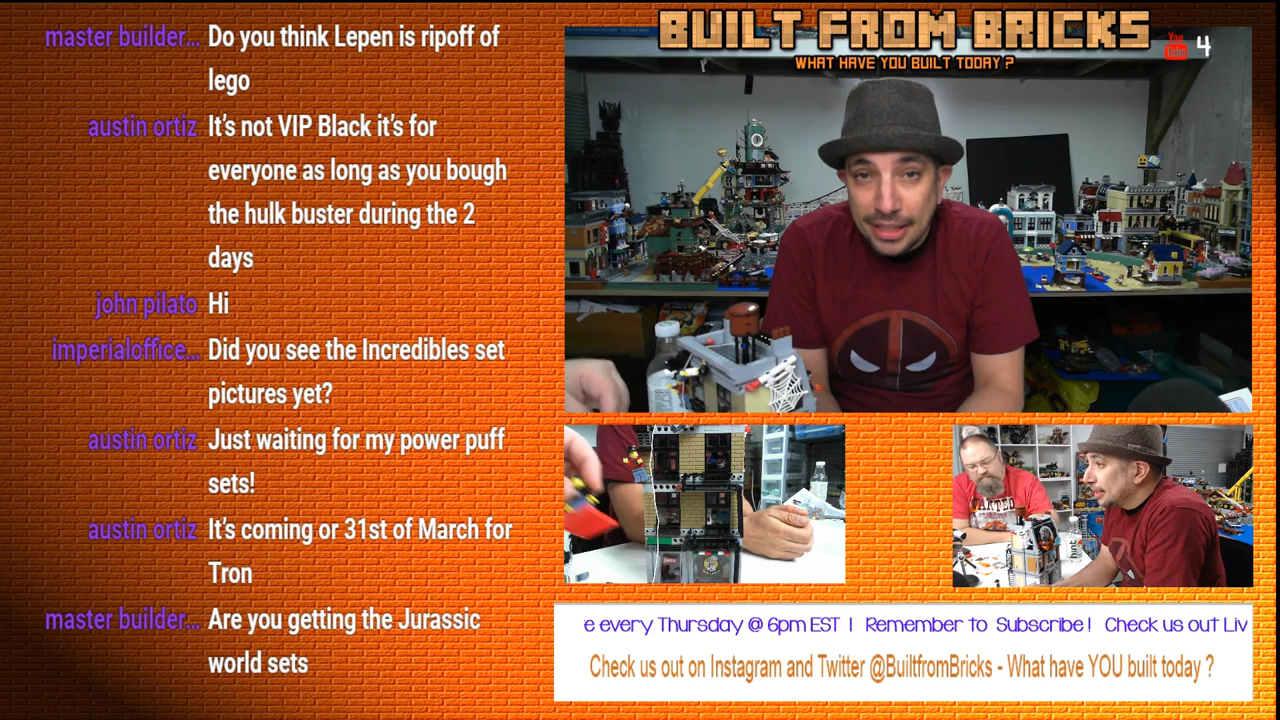 master builder... Do you think Lepen is ripoff of
lego
austin ortiz It's not VIP Black it's for
everyone as long as you bough
the hulk buster during the 2
days
john pilato Hi
imperialoffice... Did you see the Incredibles set
pictures yet?
austin ortiz Just waiting for my power puff
sets!
austin ortiz It's coming or 31st of March for
Tron
master builder... Are you getting the Jurassic
world sets
BUILT FROM BRICKS
WHAT HAVE YOU BUILT TODAY ?
You
Tube 4
WANTED
hint
e every Thursday @ 6pm EST | Remember to Subscribe! Check us out Liv
Check us out on Instagram and Twitter @BuiltfromBricks - What have YOU built today ?